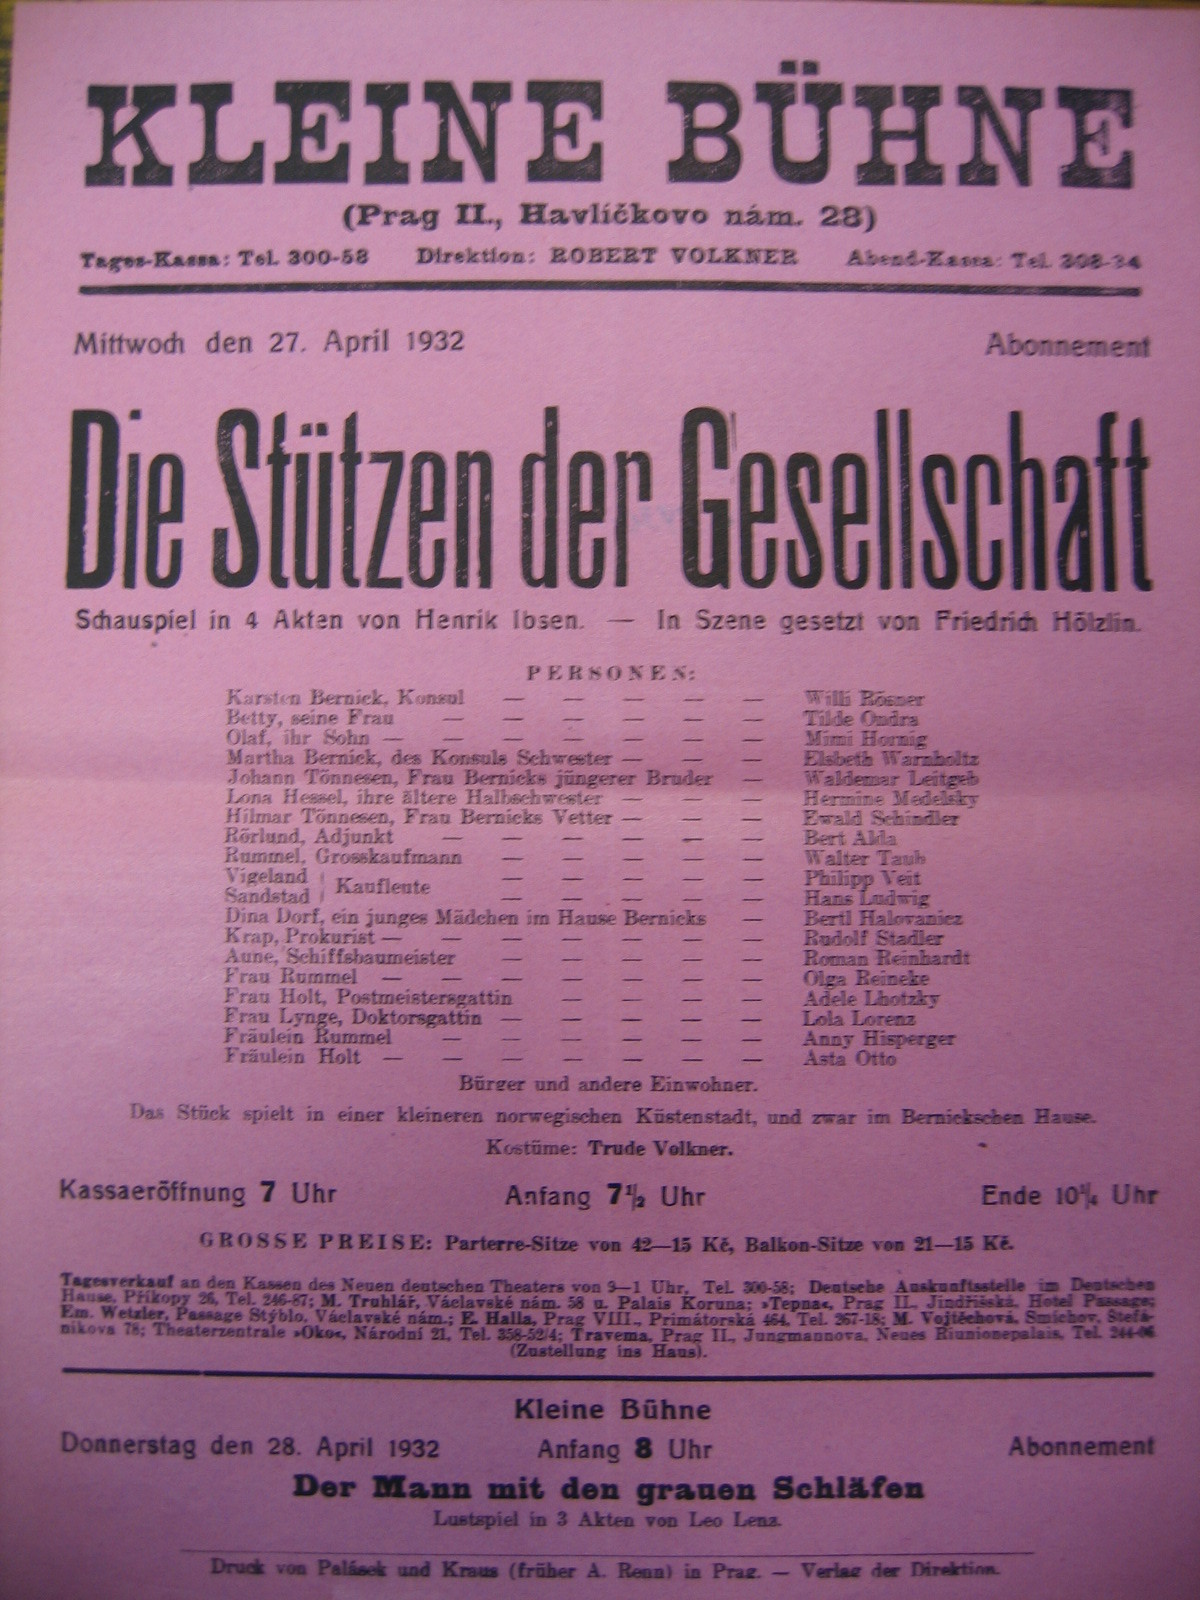 KLEINE BÜHNE
(Prag II., Havlíčkovo nám. 28)
Tages-Kassa: Tel. 300-58 Direktion: ROBERT VOLKNER Abend-Kassa: Tel. 308-34
Mittwoch den 27. April 1932 Abonnement
Die Stützen der Gesellschaft
Schauspiel in 4 Akten von Henrik Ibsen. — In Szene gesetzt von Friedrich Hölzlin.
PERSONEN:
Karsten Bernick, Konsul — — — — — Willi Rösner
Betty, seine Frau — — — — — — Tilde Ondra
Olaf, ihr Sohn — — — — — — — Mimi Hornig
Martha Bernick, des Konsuls Schwester — — — Elsbeth Warnholtz
Johann Tönnesen, Frau Bernicks jüngerer Bruder — Waldemar Leitgeb
Lona Hessel, ihre ältere Halbschwester — — — Hermine Medelsky
Hilmar Tönnesen, Frau Bernicks Vetter — — — Ewald Schindler
Rörlund, Adjunkt — — — — — — Bert Alda
Rummel, Grosskaufmann — — — — — Walter Taub
Vigeland } Kaufleute — — — — — Philipp Veit
Sandstad — — — — — Hans Ludwig
Dina Dorf, ein junges Mädchen im Hause Bernicks — Bertl Halovanicz
Krap, Prokurist — — — — — — — Rudolf Stadler
Aune, Schiffsbaumeister — — — — — Roman Reinhardt
Frau Rummel — — — — — — — Olga Reineke
Frau Holt, Postmeistersgattin — — — — Adele Lhotzky
Frau Lynge, Doktorsgattin — — — — — Lola Lorenz
Fräulein Rummel — — — — — — Anny Hisperger
Fräulein Holt — — — — — — — Asta Otto
Bürger und andere Einwohner.
Das Stück spielt in einer kleineren norwegischen Küstenstadt, und zwar im Bernickschen Hause.
Kostüme: Trude Volkner.
Kassaeröffnung 7 Uhr Anfang 7½ Uhr Ende 10¼ Uhr
GROSSE PREISE: Parterre-Sitze von 42—15 Kč, Balkon-Sitze von 21—15 Kč.
Tagesverkauf an den Kassen des Neuen deutschen Theaters von 9—1 Uhr, Tel. 300-58; Deutsche Auskunftsstelle im Deutschen
Hause, Příkopy 26, Tel. 246-87; M. Truhlář, Václavské nám. 58 u. Palais Koruna; »Tepna«, Prag II., Jindřišská, Hotel Passage;
Em. Wetzler, Passage Stýblo, Václavské nám.; E. Halla, Prag VIII., Primátorská 464, Tel. 267-18; M. Vojtěchová, Smíchov, Štefá-
nikova 78; Theaterzentrale »Oko«, Národní 21, Tel. 358-52/4; Travema, Prag II., Jungmannova, Neues Riunionepalais, Tel. 244-06
(Zustellung ins Haus).
Kleine Bühne
Donnerstag den 28. April 1932 Anfang 8 Uhr Abonnement
Der Mann mit den grauen Schläfen
Lustspiel in 3 Akten von Leo Lenz.
Druck von Palásek und Kraus (früher A. Renn) in Prag. — Verlag der Direktion.